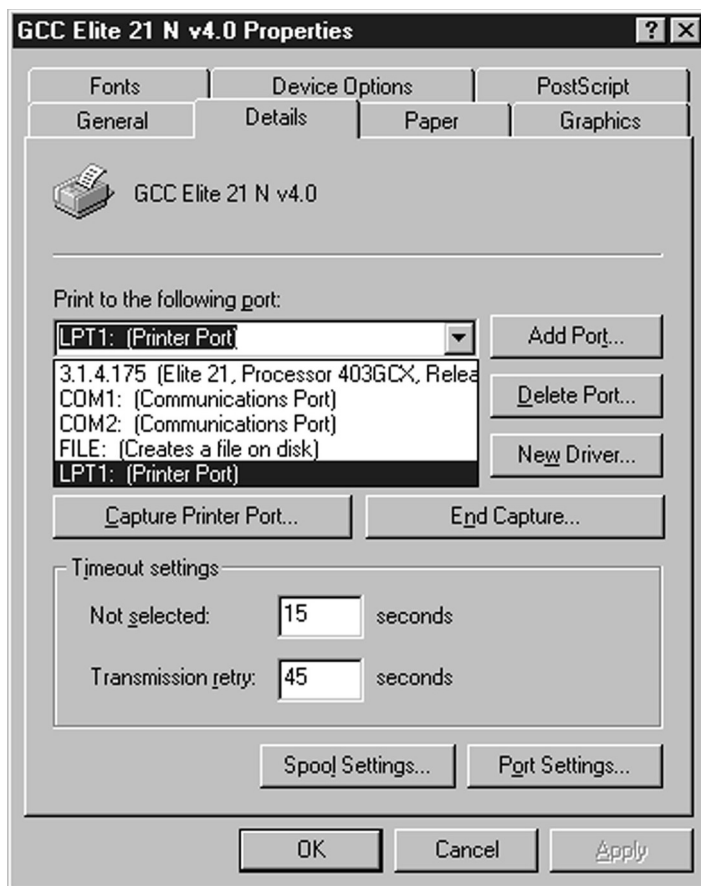 GCC Elite 21 N v4.0 Properties
Fonts Device Options PostScript
General Details Paper Graphics
GCC Elite 21 N v4.0
Print to the following port:
LPT1: (Printer Port) Add Port...
3.1.4.175 (Elite 21, Processor 403GCX, Relea
COM1: (Communications Port) Delete Port...
COM2: (Communications Port)
FILE: (Creates a file on disk) New Driver...
LPT1: (Printer Port)
Capture Printer Port... End Capture...
Timeout settings
Not selected: 15 seconds
Transmission retry: 45 seconds
Spool Settings... Port Settings...
OK Cancel Apply